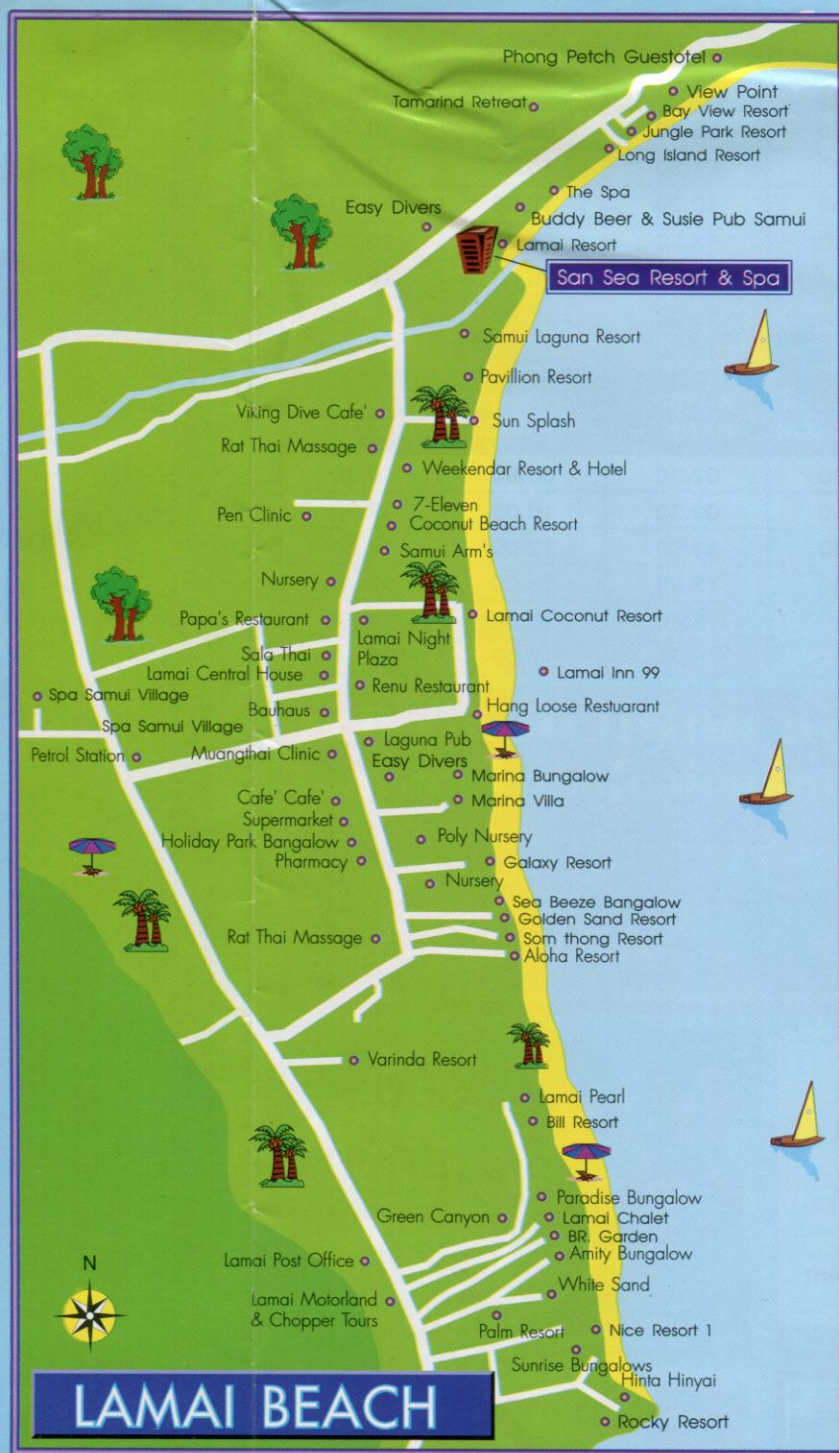 Phong Petch Guestotel
View Point
Tamarind Retreat
Bay View Resort
Jungle Park Resort
Long Island Resort
The Spa
Easy Divers
Buddy Beer & Susie Pub Samui
Lamai Resort
San Sea Resort & Spa
Samui Laguna Resort
Pavillion Resort
Viking Dive Cafe'
Sun Splash
Rat Thai Massage
Weekendar Resort & Hotel
7-Eleven
Pen Clinic
Coconut Beach Resort
Samui Arm's
Nursery
Papa's Restaurant
Lamai Coconut Resort
Lamai Night
Plaza
Sala Thai
Lamai Central House
Lamai Inn 99
Renu Restaurant
Spa Samui Village
Hang Loose Restuarant
Bauhaus
Spa Samui Village
Laguna Pub
Petrol Station
Muangthai Clinic
Easy Divers
Marina Bungalow
Cafe' Cafe'
Marina Villa
Supermarket
Holiday Park Bangalow
Poly Nursery
Pharmacy
Galaxy Resort
Nursery
Sea Beeze Bangalow
Golden Sand Resort
Rat Thai Massage
Som thong Resort
Aloha Resort
Varinda Resort
Lamai Pearl
Bill Resort
Paradise Bungalow
Green Canyon
Lamai Chalet
BR. Garden
Amity Bungalow
Lamai Post Office
N
White Sand
Lamai Motorland
& Chopper Tours
Palm Resort
Nice Resort 1
Sunrise Bungalows
Hinta Hinyai
LAMAI BEACH
Rocky Resort